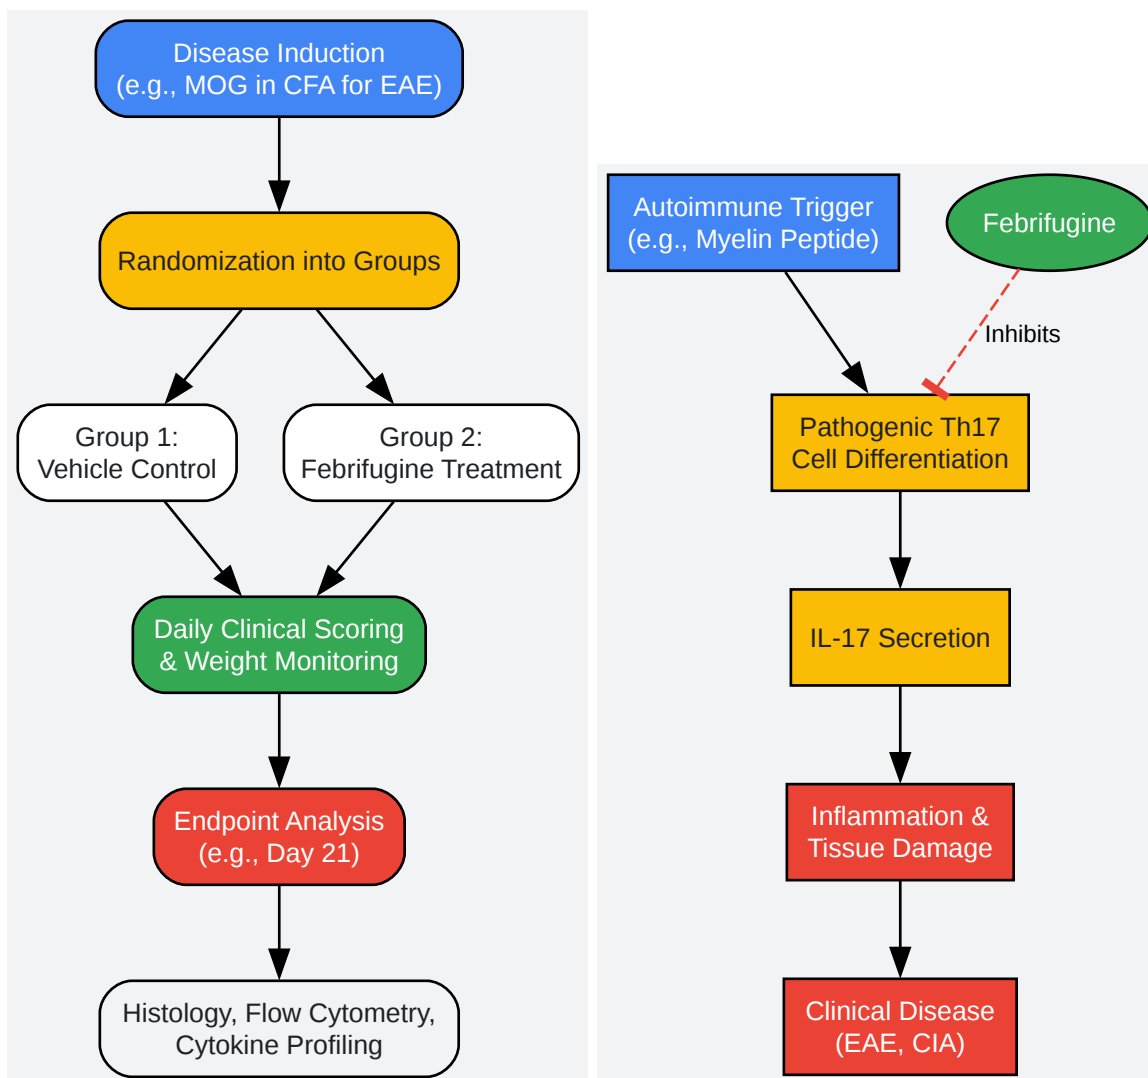 Disease Induction
(e.g., MOG in CFA for EAE)
Randomization into Groups
Group 1:
Vehicle Control
Group 2:
Febrifugine Treatment
Daily Clinical Scoring
& Weight Monitoring
Endpoint Analysis
(e.g., Day 21)
Histology, Flow Cytometry,
Cytokine Profiling
Autoimmune Trigger
(e.g., Myelin Peptide)
Febrifugine
Inhibits
Pathogenic Th17
Cell Differentiation
IL-17 Secretion
Inflammation &
Tissue Damage
Clinical Disease
(EAE, CIA)